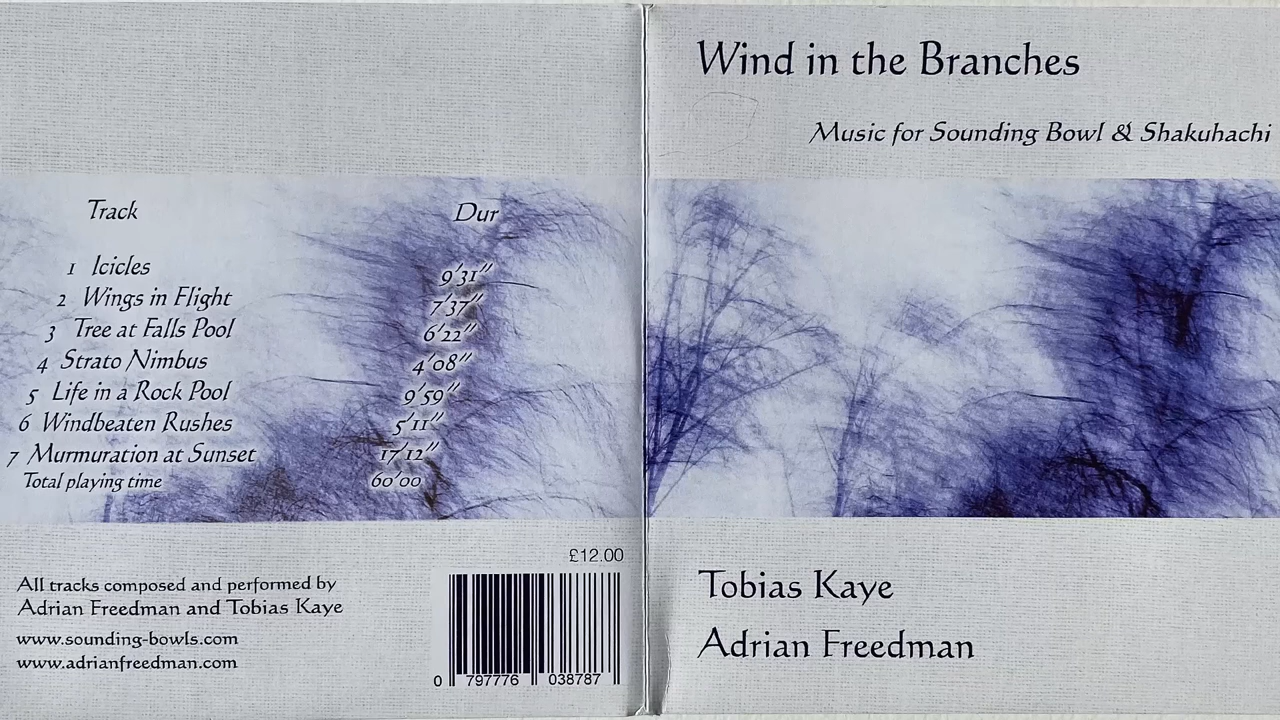 Track Dur
1 Icicles 9'31"
2 Wings in Flight 7'37"
3 Tree at Falls Pool 6'22"
4 Strato Nimbus 4'08"
5 Life in a Rock Pool 9'59"
6 Windbeaten Rushes 5'11"
7 Murmuration at Sunset 17'12"
Total playing time 60'00
All tracks composed and performed by
Adrian Freedman and Tobias Kaye
www.sounding-bowls.com
www.adrianfreedman.com
£12.00
0 797776 038787
Wind in the Branches
Music for Sounding Bowl & Shakuhachi
Tobias Kaye
Adrian Freedman